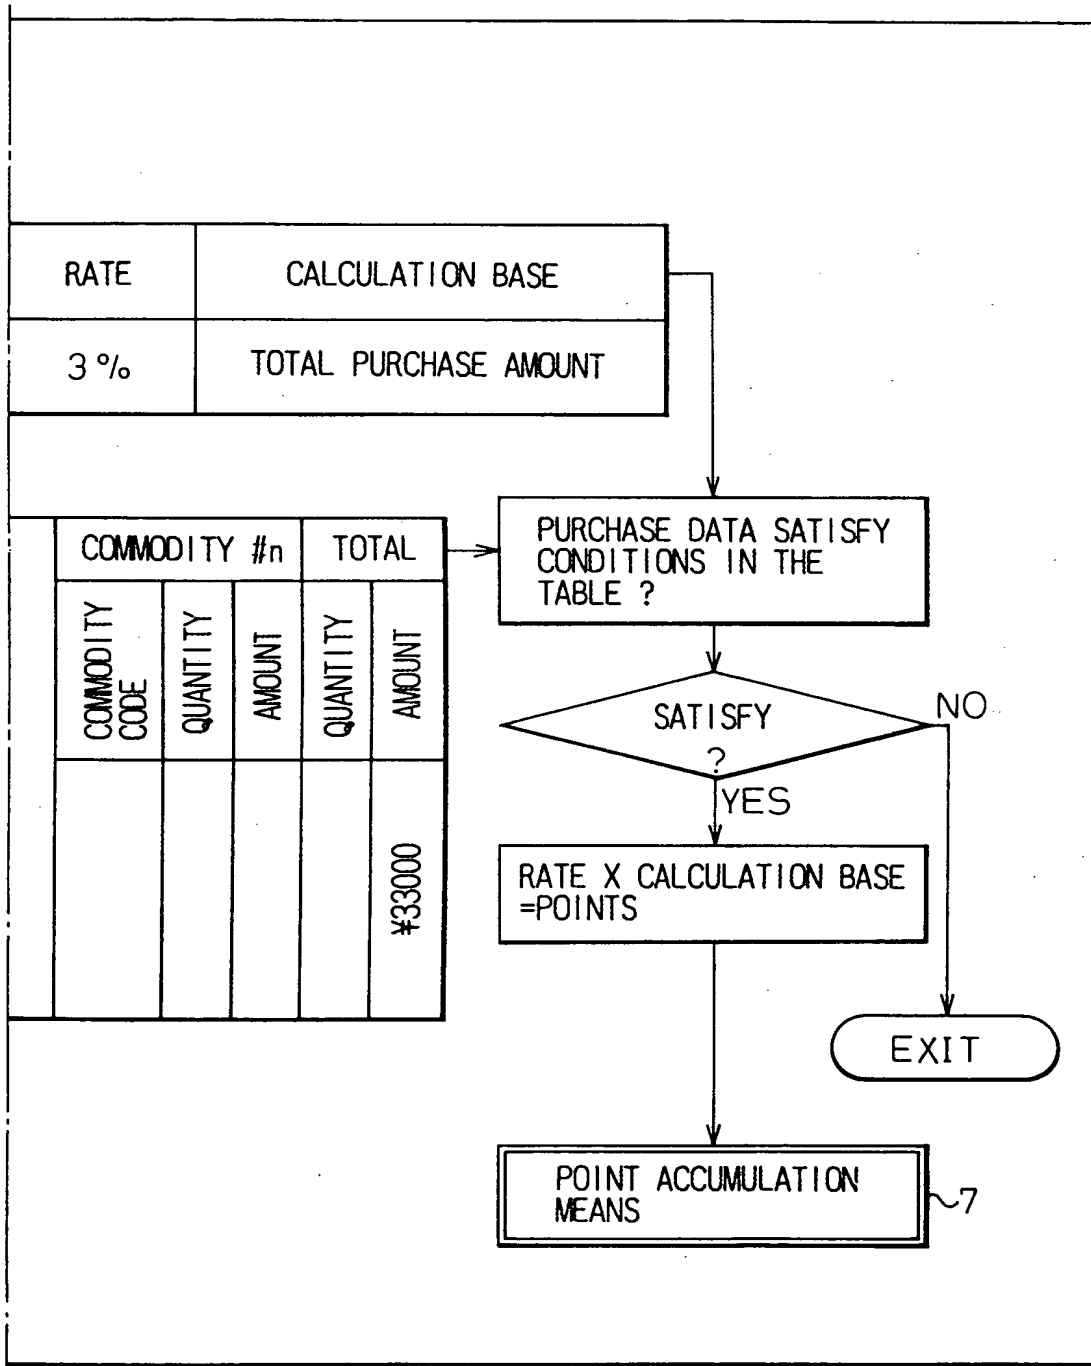 RATE
CALCULATION BASE
3%
TOTAL PURCHASE AMOUNT
COMMODITY #n
TOTAL
COMMODITY
CODE
QUANTITY
AMOUNT
QUANTITY
AMOUNT
¥33000
PURCHASE DATA SATISFY
CONDITIONS IN THE
TABLE ?
SATISFY
?
NO
YES
RATE X CALCULATION BASE
=POINTS
EXIT
POINT ACCUMULATION
MEANS
7